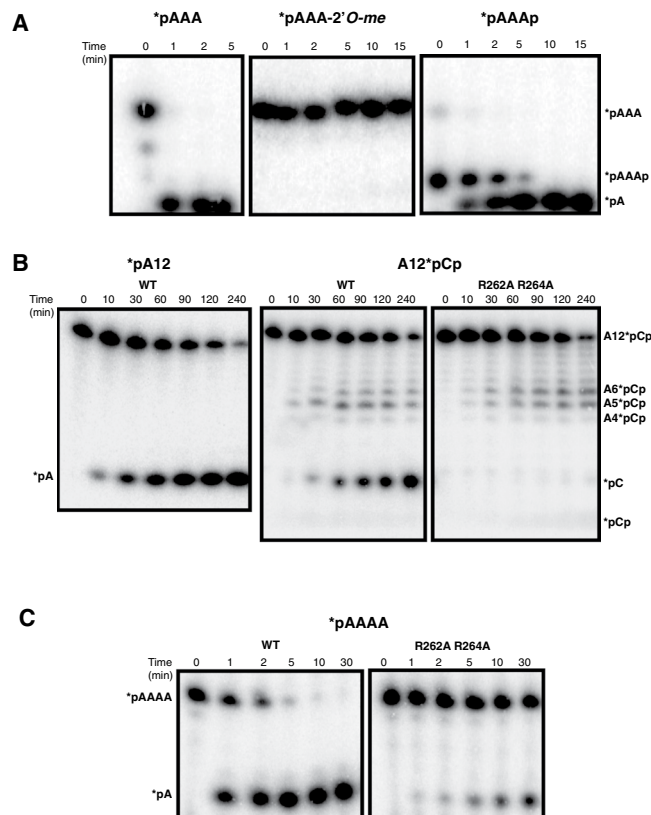 A
*pAAA *pAAA-2'O-me *pAAAp
Time 0 1 2 5 0 1 2 5 10 15 0 1 2 5 10 15
(min)
*pAAA
*pAAAp
*pA
B
*pA12 A12*pCp
WT WT R262A R264A
Time 0 10 30 60 90 120 240 0 10 30 60 90 120 240 0 10 30 60 90 120 240
(min)
A12*pCp
A6*pCp
A5*pCp
A4*pCp
*pA *pC
*pCp
C
*pAAAA
WT R262A R264A
Time 0 1 2 5 10 30 0 1 2 5 10 30
(min)
*pAAAA
*pA